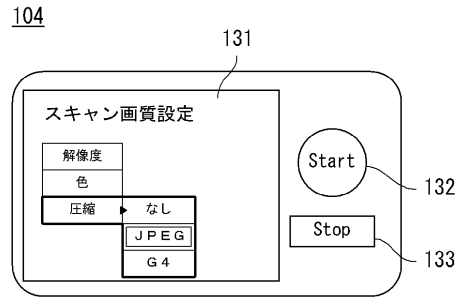 104
131
スキャン画質設定
解像度
色
圧縮 ▶ なし
ＪＰＥＧ
Ｇ４
Start
132
Stop
133